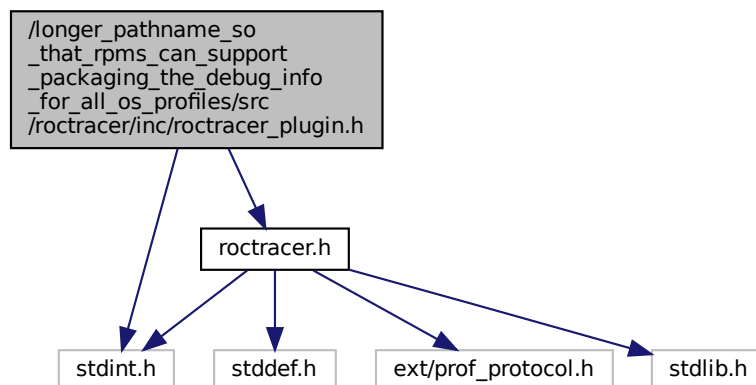 /longer_pathname_so
_that_rpms_can_support
_packaging_the_debug_info
_for_all_os_profiles/src
/roctracer/inc/roctracer_plugin.h
roctracer.h
stdint.h
stddef.h
ext/prof_protocol.h
stdlib.h